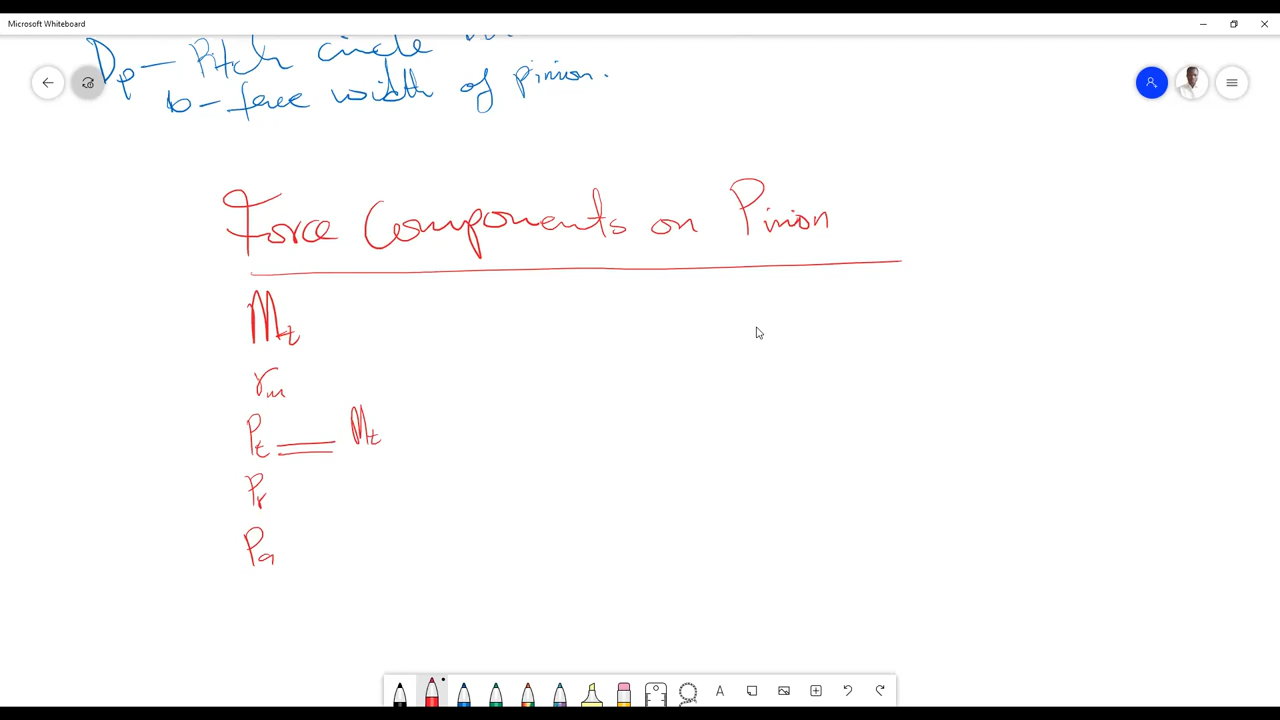 Microsoft Whiteboard
Dp - Pitch circle
b - face width of pinion.
Force Components on Pinion
Mt
rm
Pt = Mt
Pr
Pa
A